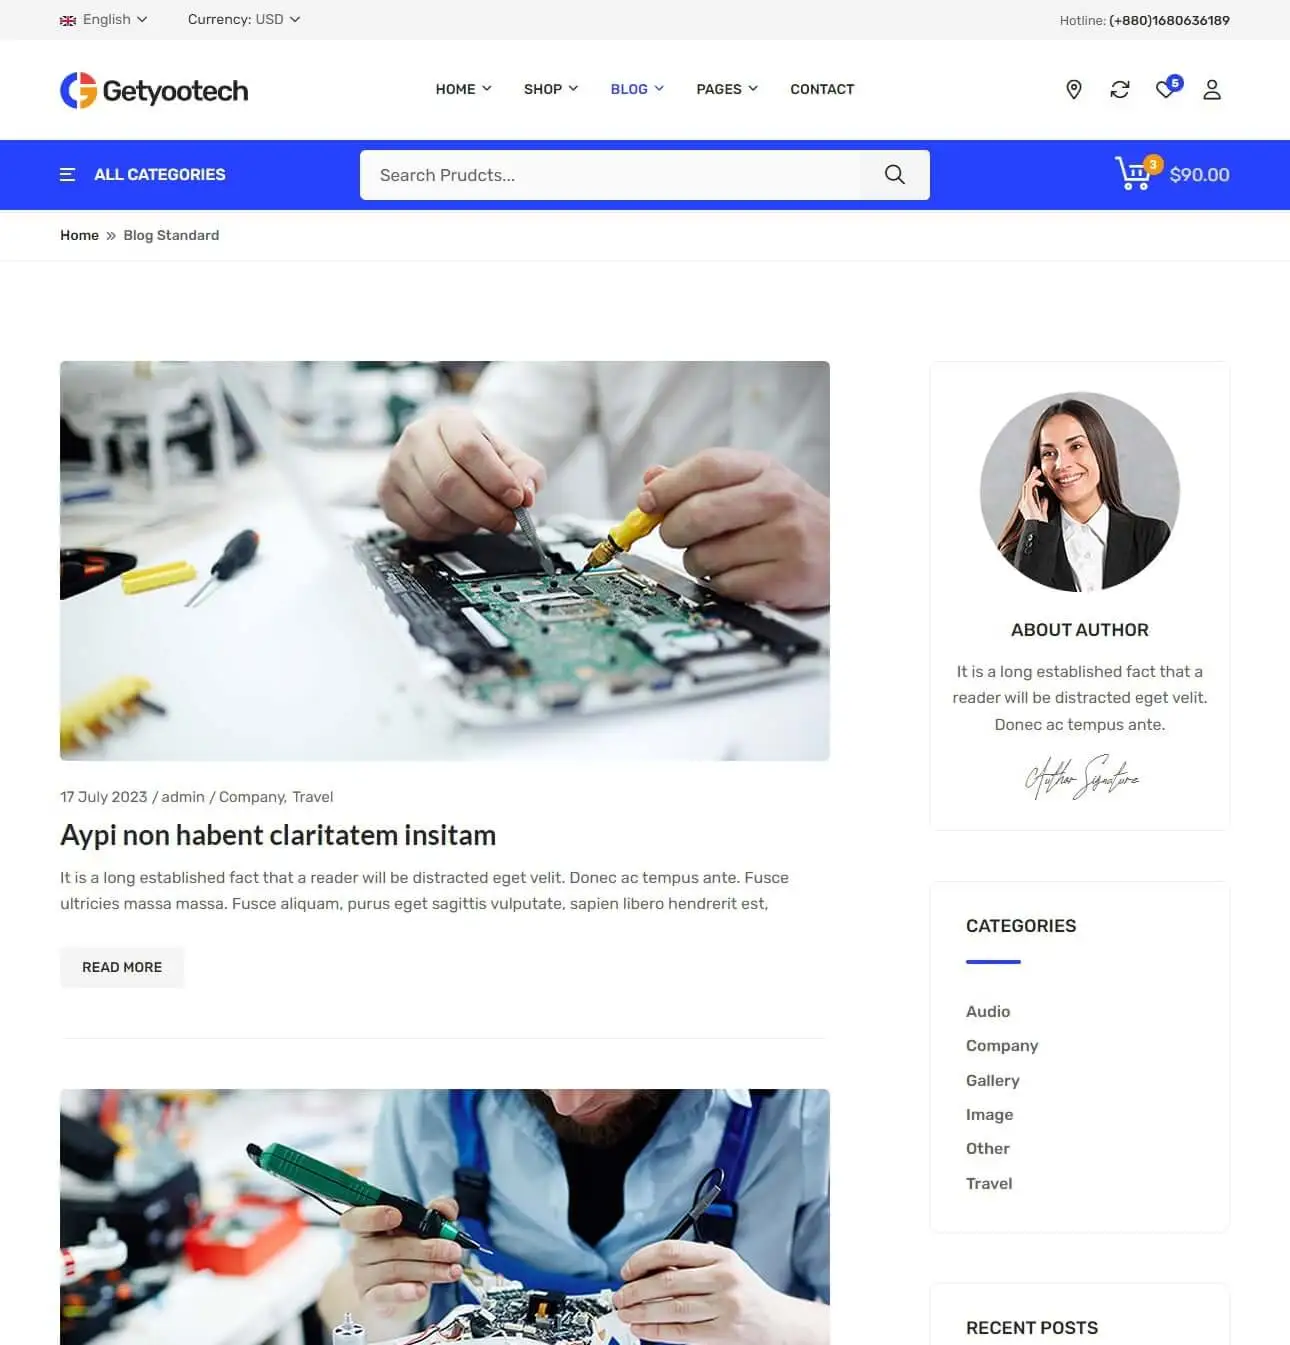 English
Currency: USD
Hotline: (+880)1680636189
Getyootech
HOME
SHOP
BLOG
PAGES
CONTACT
5
ALL CATEGORIES
Search Prudcts...
3
$90.00
Home » Blog Standard
17 July 2023 / admin / Company, Travel
Aypi non habent claritatem insitam
It is a long established fact that a reader will be distracted eget velit. Donec ac tempus ante. Fusce
ultricies massa massa. Fusce aliquam, purus eget sagittis vulputate, sapien libero hendrerit est,
READ MORE
ABOUT AUTHOR
It is a long established fact that a
reader will be distracted eget velit.
Donec ac tempus ante.
Author Signature
CATEGORIES
Audio
Company
Gallery
Image
Other
Travel
RECENT POSTS